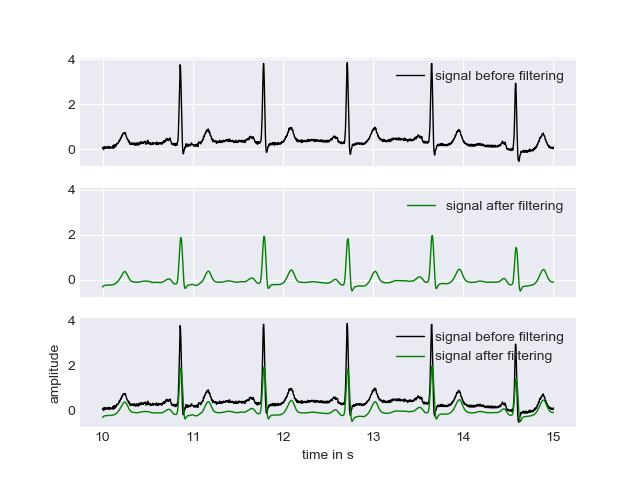 4
2
0
signal before filtering
4
2
0
signal after filtering
4
2
0
signal before filtering
signal after filtering
amplitude
10 11 12 13 14 15
time in s